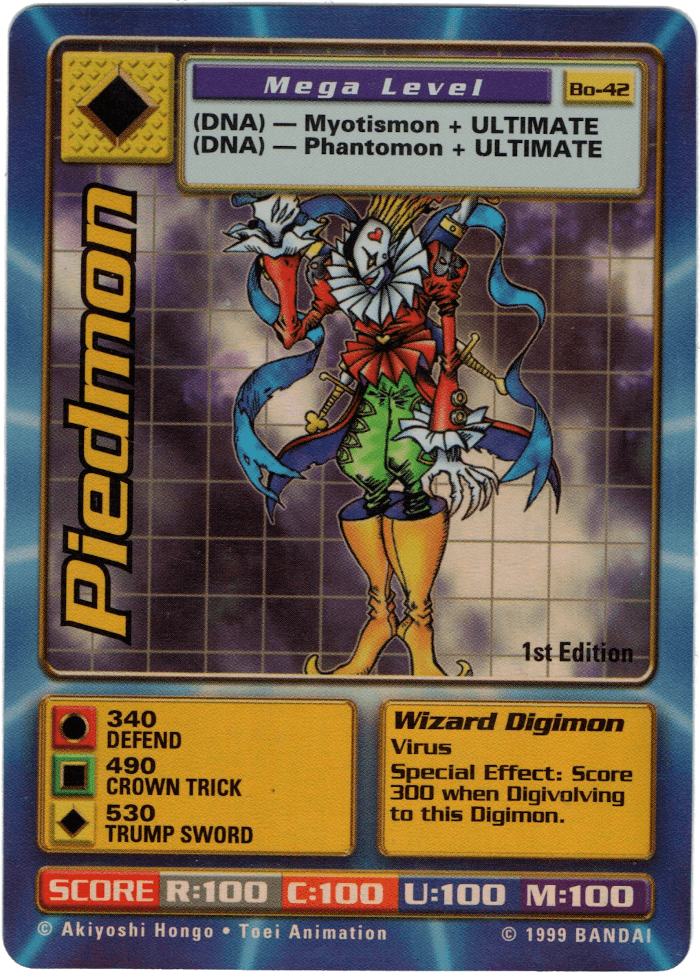 Mega Level
Bo-42
(DNA) — Myotismon + ULTIMATE
(DNA) — Phantomon + ULTIMATE
Piedmon
1st Edition
340
DEFEND
490
CROWN TRICK
530
TRUMP SWORD
Wizard Digimon
Virus
Special Effect: Score
300 when Digivolving
to this Digimon.
SCORE R:100 C:100 U:100 M:100
© Akiyoshi Hongo • Toei Animation
© 1999 BANDAI